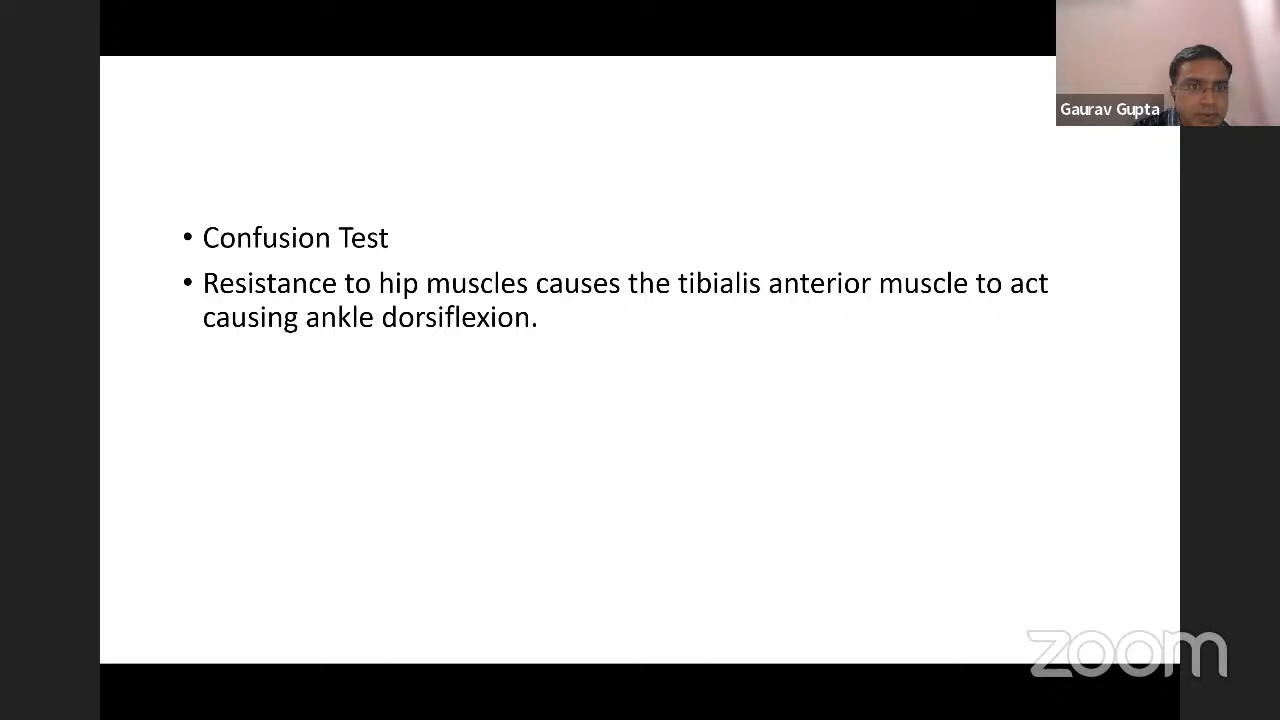 Gaurav Gupta
• Confusion Test
• Resistance to hip muscles causes the tibialis anterior muscle to act
causing ankle dorsiflexion.
zoom